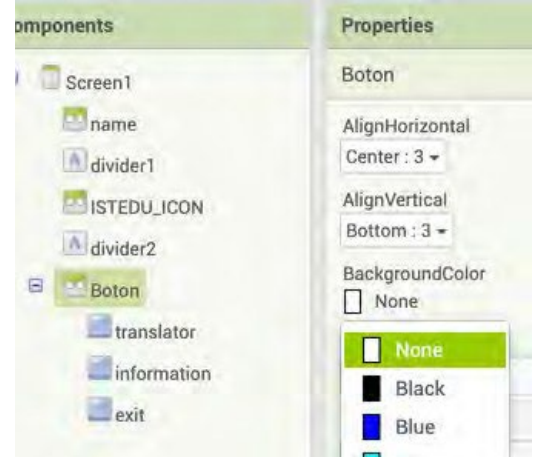 omponents
Screen1
name
divider1
ISTEDU_ICON
divider2
Boton
translator
information
exit
Properties
Boton
AlignHorizontal
Center : 3
AlignVertical
Bottom : 3
BackgroundColor
None
None
Black
Blue